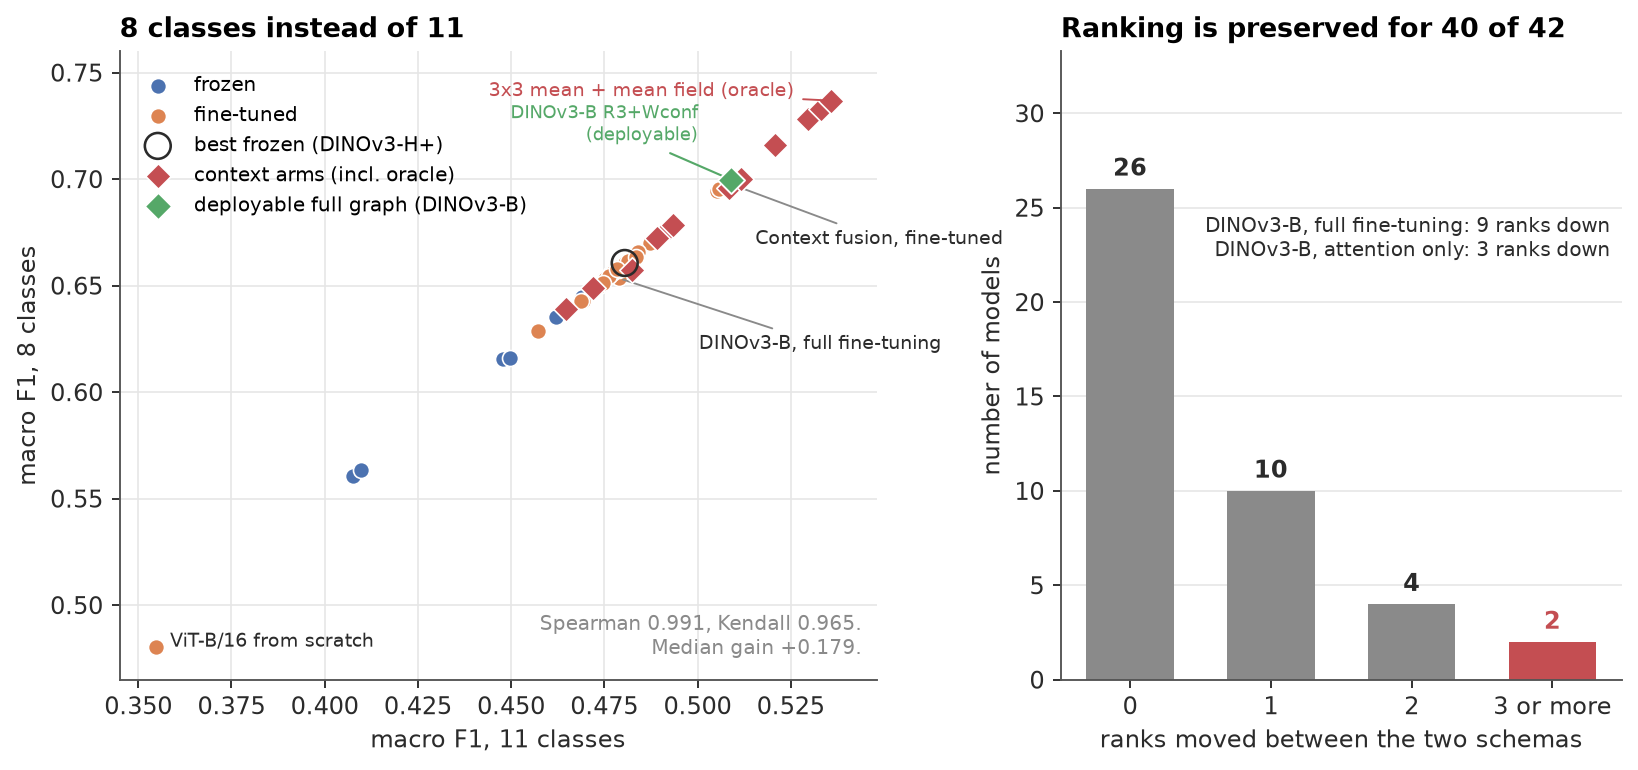 8 classes instead of 11
0.75
0.70
0.65
0.60
0.55
0.50
macro F1, 8 classes
frozen
fine-tuned
best frozen (DINOv3-H+)
context arms (incl. oracle)
deployable full graph (DINOv3-B)
3x3 mean + mean field (oracle)
DINOv3-B R3+Wconf
(deployable)
Context fusion, fine-tuned
DINOv3-B, full fine-tuning
ViT-B/16 from scratch
Spearman 0.991, Kendall 0.965.
Median gain +0.179.
0.350 0.375 0.400 0.425 0.450 0.475 0.500 0.525
macro F1, 11 classes
Ranking is preserved for 40 of 42
30
25
20
15
10
5
0
number of models
26
10
4
2
DINOv3-B, full fine-tuning: 9 ranks down
DINOv3-B, attention only: 3 ranks down
0 1 2 3 or more
ranks moved between the two schemas